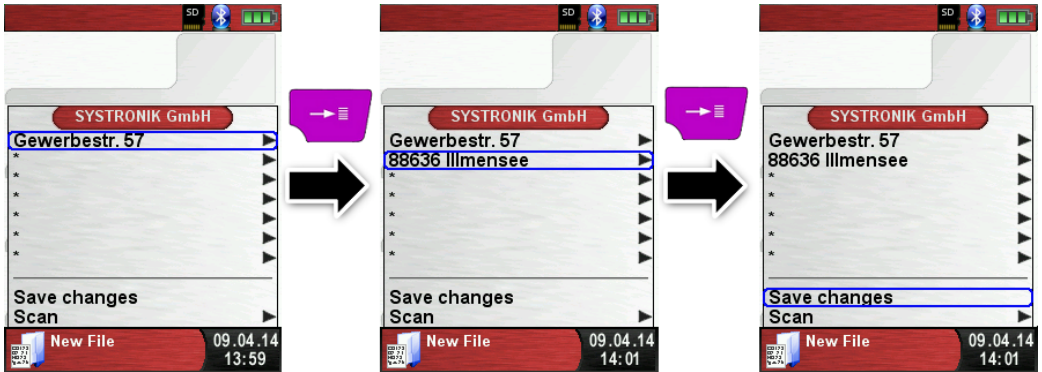 SD
SYSTRONIK GmbH
Gewerbestr. 57
*
*
*
*
*
*
Save changes
Scan
New File
09.04.14
13:59
SD
SYSTRONIK GmbH
Gewerbestr. 57
88636 Illmensee
*
*
*
*
*
Save changes
Scan
New File
09.04.14
14:01
SD
SYSTRONIK GmbH
Gewerbestr. 57
88636 Illmensee
*
*
*
*
*
Save changes
Scan
New File
09.04.14
14:01